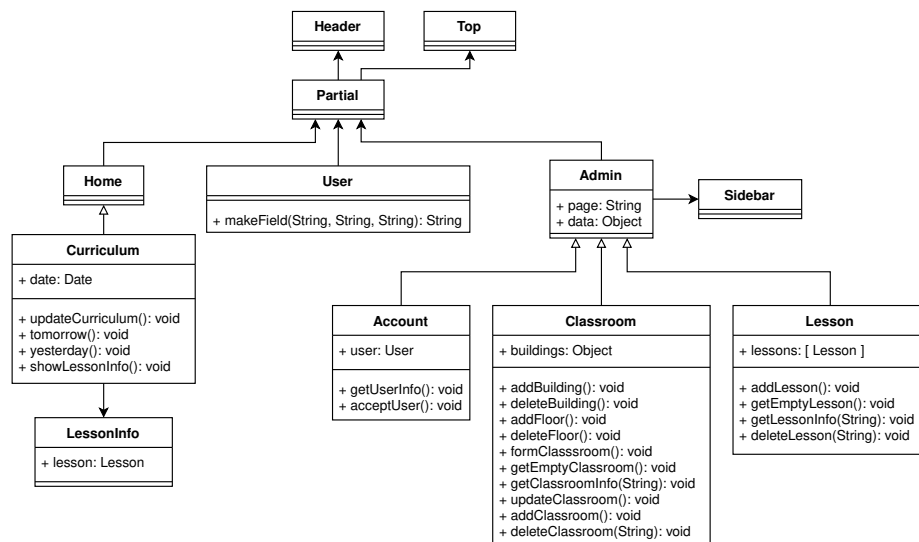 Header
Top
Partial
Home
User
+ makeField(String, String, String): String
Admin
+ page: String
+ data: Object
Sidebar
Curriculum
+ date: Date
+ updateCurriculum(): void
+ tomorrow(): void
+ yesterday(): void
+ showLessonInfo(): void
LessonInfo
+ lesson: Lesson
Account
+ user: User
+ getUserInfo(): void
+ acceptUser(): void
Classroom
+ buildings: Object
+ addBuilding(): void
+ deleteBuilding(): void
+ addFloor(): void
+ deleteFloor(): void
+ formClasssroom(): void
+ getEmptyClassroom(): void
+ getClassroomInfo(String): void
+ updateClassroom(): void
+ addClassroom(): void
+ deleteClassroom(String): void
Lesson
+ lessons: [ Lesson ]
+ addLesson(): void
+ getEmptyLesson(): void
+ getLessonInfo(String): void
+ deleteLesson(String): void